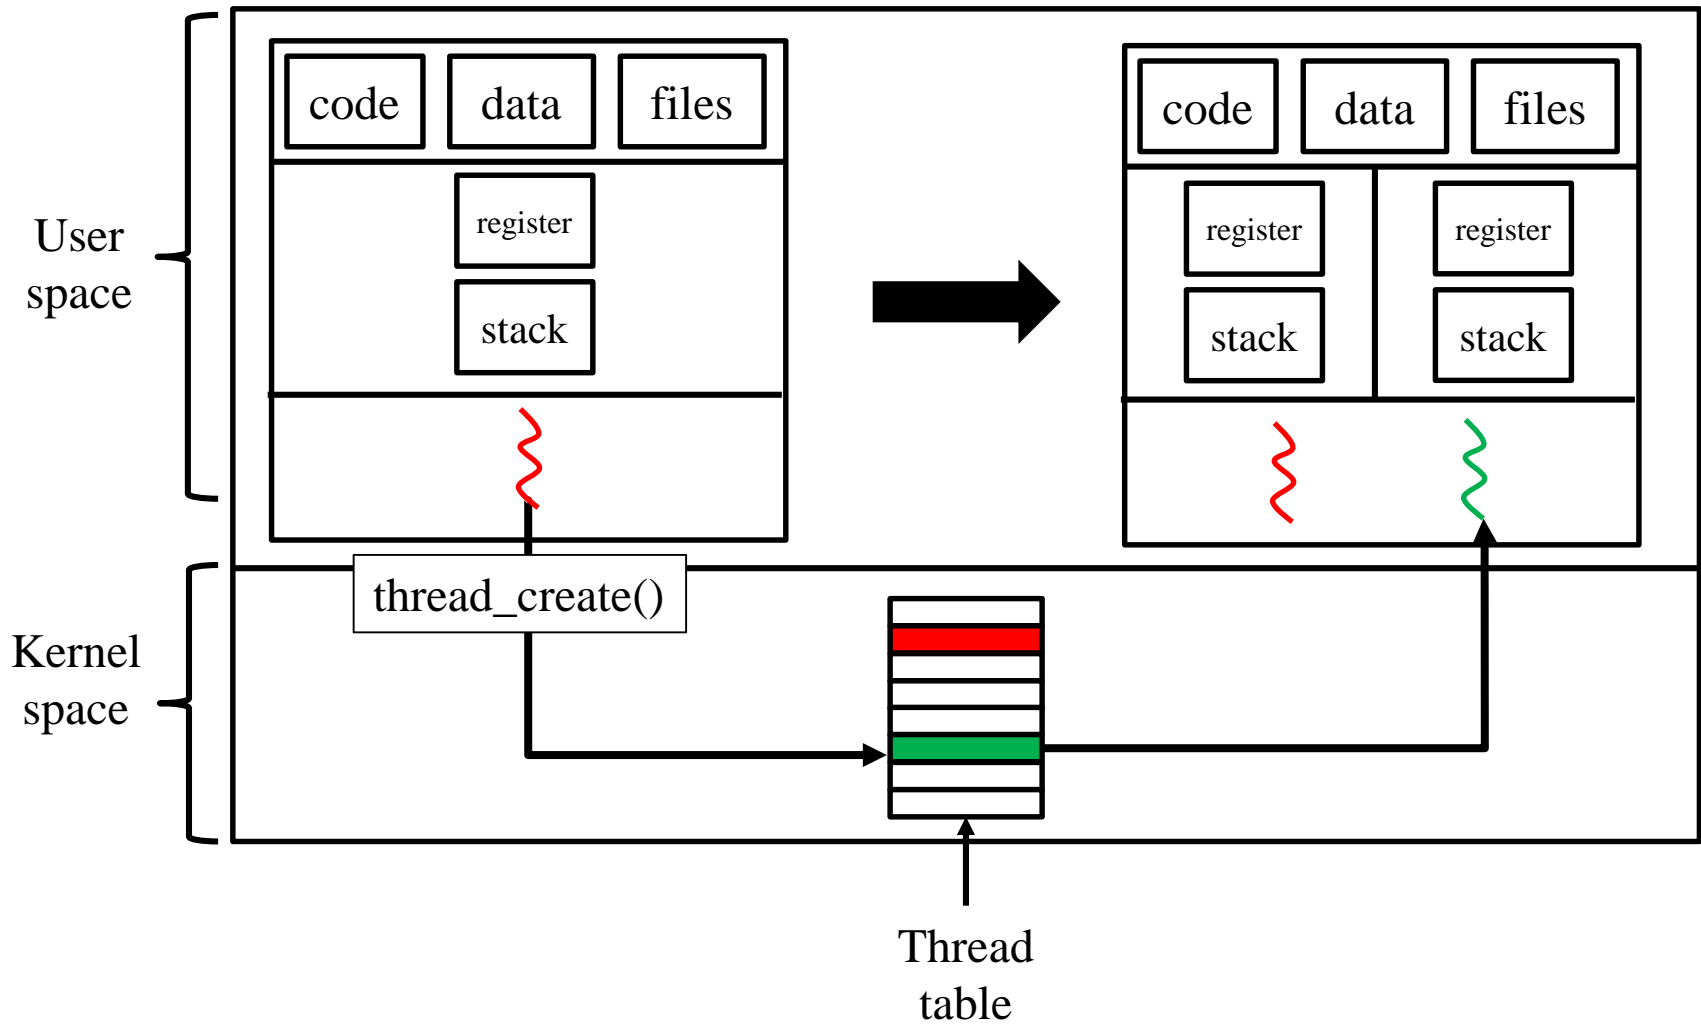 code data files
code data files
User
space
register
stack
register register
stack stack
thread_create()
Kernel
space
Thread
table